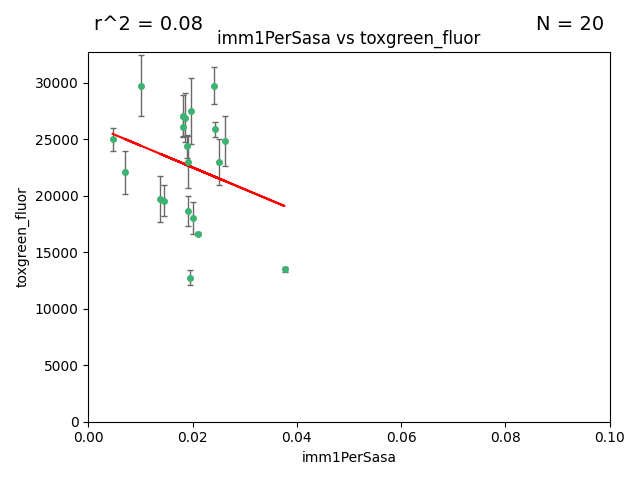 r^2 = 0.08
N = 20
imm1PerSasa vs toxgreen_fluor
toxgreen_fluor
30000
25000
20000
15000
10000
5000
0
0.00
0.02
0.04
0.06
0.08
0.10
imm1PerSasa